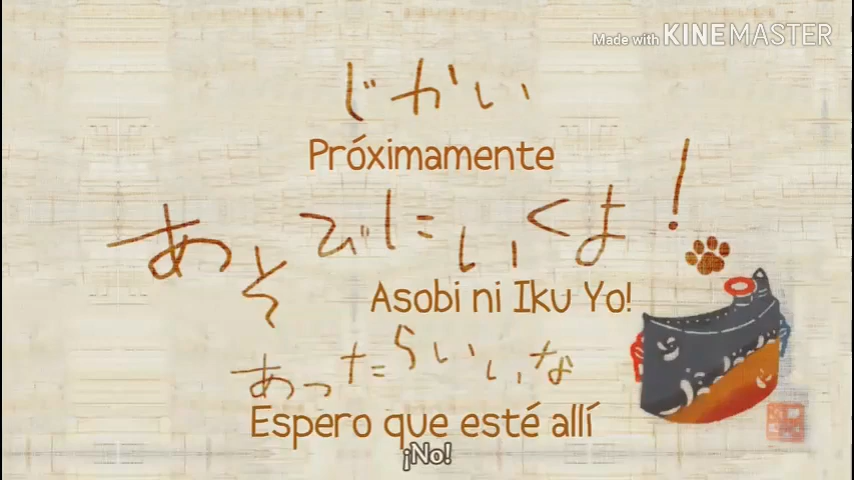 Made with KINEMASTER
じかい
Próximamente
あそびにいくよ!
Asobi ni Iku Yo!
あったらいいな
Espero que esté allí
¡No!